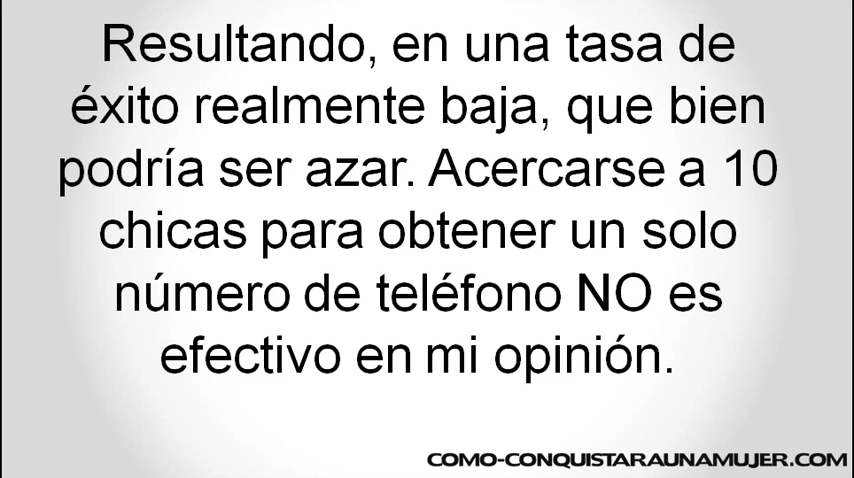 Resultando, en una tasa de
éxito realmente baja, que bien
podría ser azar. Acercarse a 10
chicas para obtener un solo
número de teléfono NO es
efectivo en mi opinión.
COMO-CONQUISTARAUNAMUJER.COM